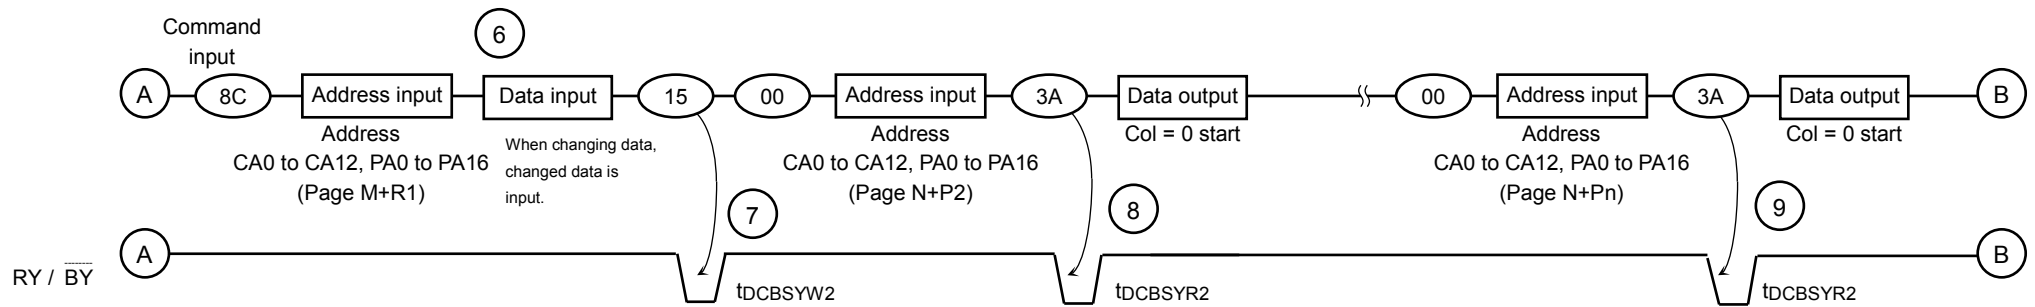 Command
input
6
A 8C Address input Data input 15 00 Address input 3A Data output 00 Address input 3A Data output B
Address
CA0 to CA12, PA0 to PA16
(Page M+R1)
When changing data,
changed data is
input.
Address
CA0 to CA12, PA0 to PA16
(Page N+P2)
Col = 0 start
Address
CA0 to CA12, PA0 to PA16
(Page N+Pn)
Col = 0 start
7
8
9
A
B
RY / BY
tDCBSYW2
tDCBSYR2
tDCBSYR2